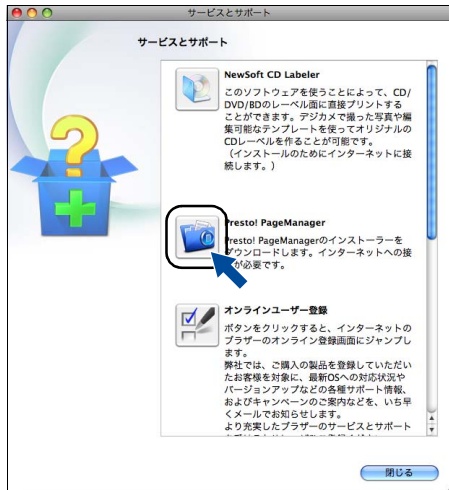 サービスとサポート
サービスとサポート
NewSoft CD Labeler
このソフトウェアを使うことによって、CD/
DVD/BDのレーベル面に直接プリントする
ことができます。デジカメで撮った写真や編
集可能なテンプレートを使ってオリジナルの
CDレーベルを作ることが可能です。
（インストールのためにインターネットに接
続します。）
Presto! PageManager
Presto! PageManagerのインストーラーを
ダウンロードします。インターネットへの接
が必要です。
オンラインユーザー登録
ボタンをクリックすると、インターネットの
ブラザーのオンライン登録画面にジャンプし
ます。
弊社では、ご購入の製品を登録していただい
たお客様を対象に、最新OSへの対応状況や
バージョンアップなどの各種サポート情報、
およびキャンペーンのご案内などを、いち早
くメールでお知らせします。
より充実したブラザーのサービスとサポート
閉じる